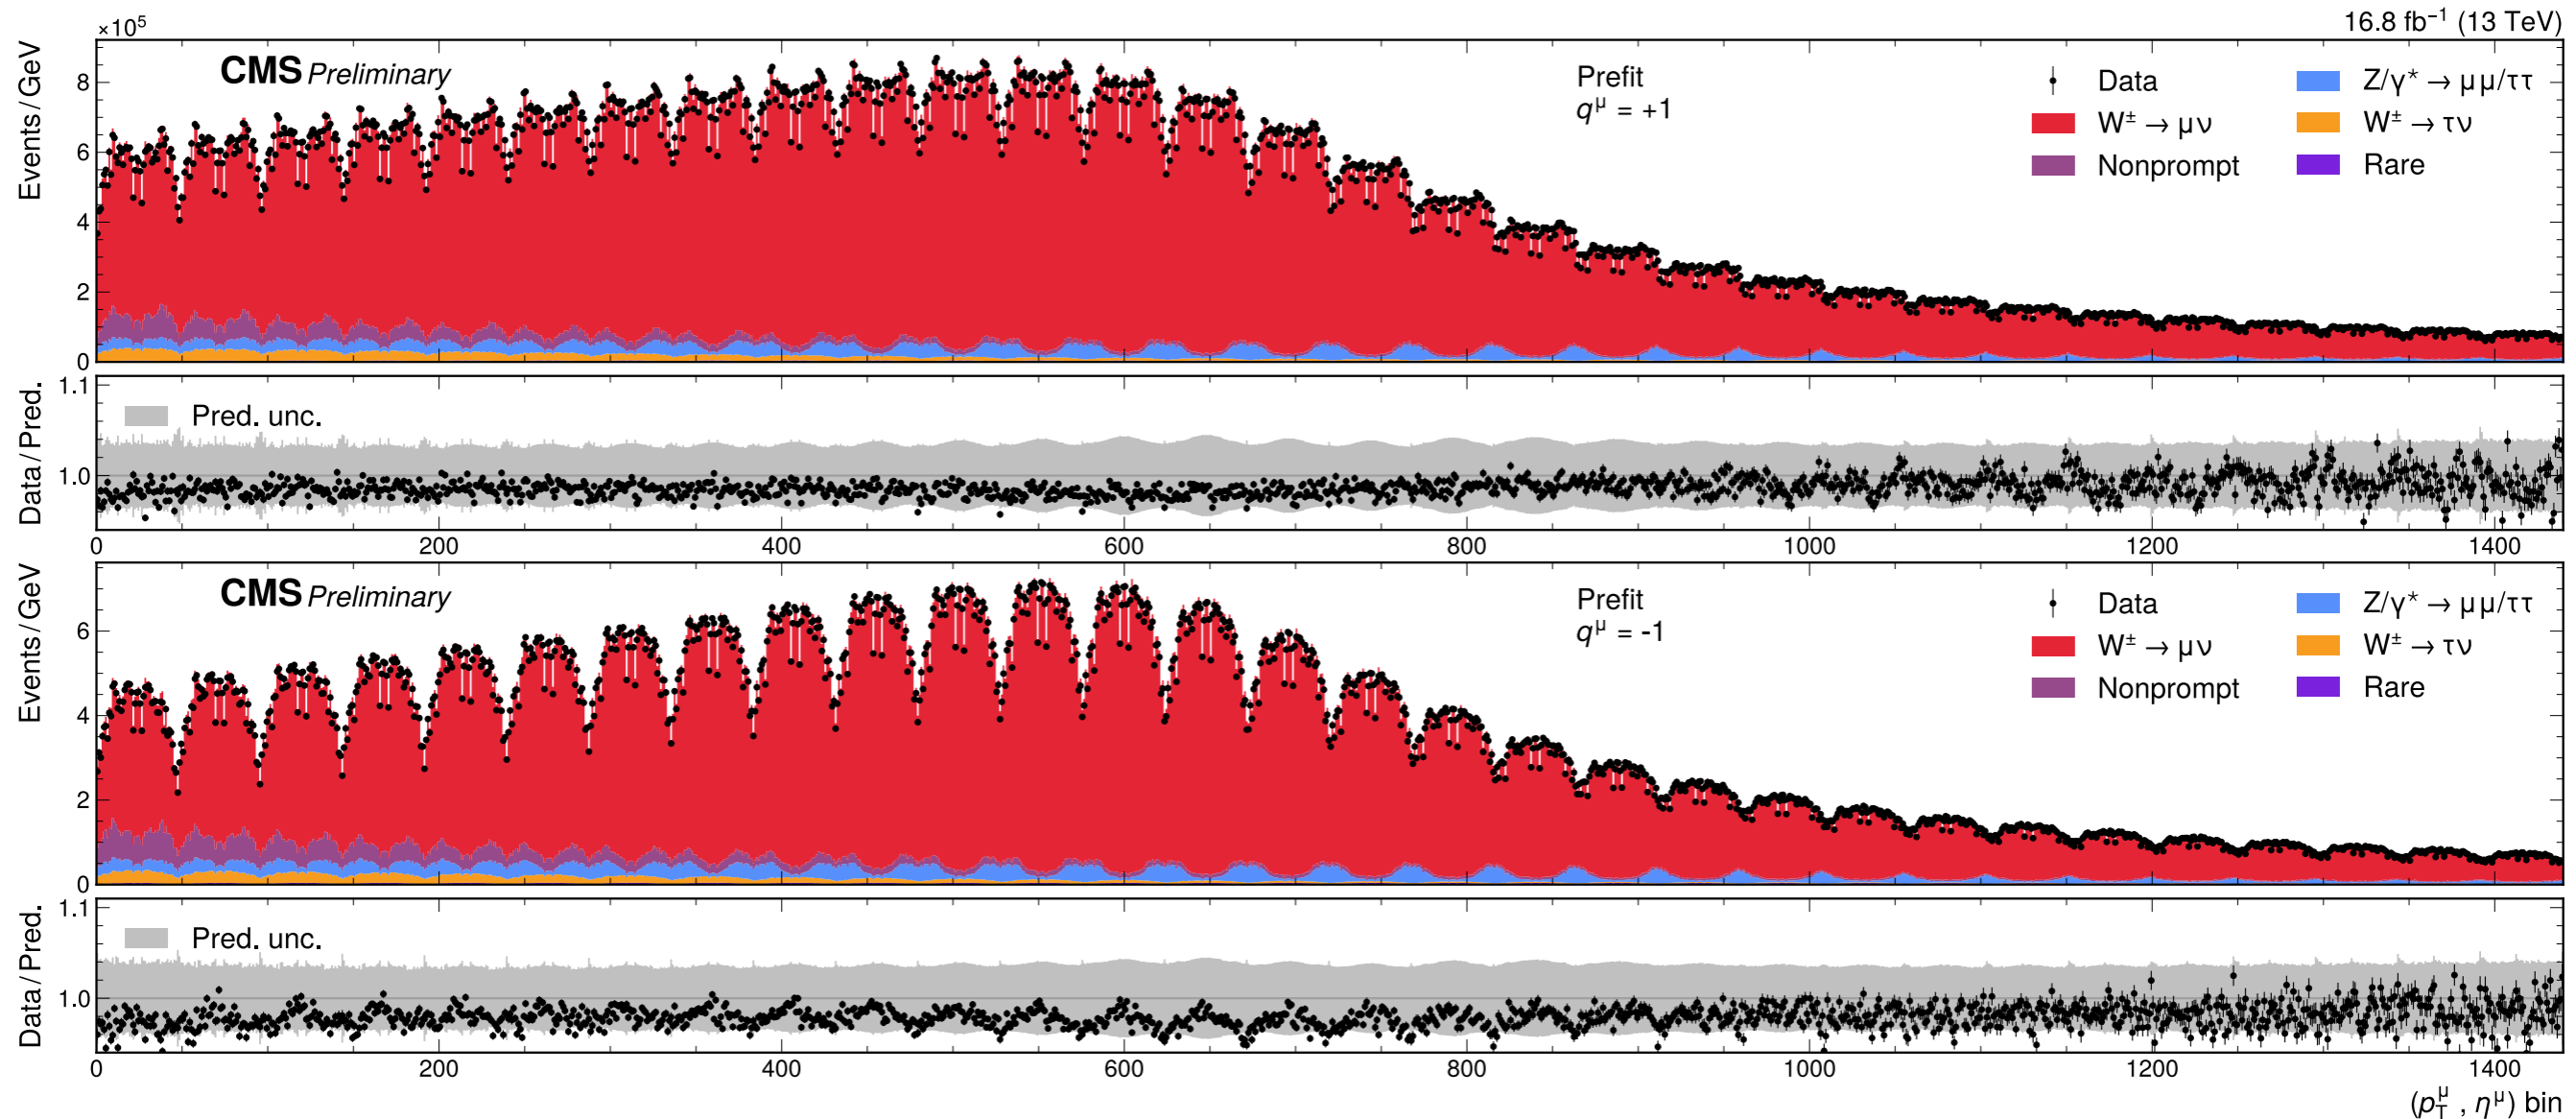 ×10⁵
16.8 fb⁻¹ (13 TeV)
CMS Preliminary
Prefit
q^μ = +1
Data
Z/γ* → μμ/ττ
W± → μν
W± → τν
Nonprompt
Rare
Events/GeV
8
6
4
2
0
Data/Pred.
1.1
Pred. unc.
1.0
0 200 400 600 800 1000 1200 1400
CMS Preliminary
Prefit
q^μ = -1
Data
Z/γ* → μμ/ττ
W± → μν
W± → τν
Nonprompt
Rare
Events/GeV
6
4
2
0
Data/Pred.
1.1
Pred. unc.
1.0
0 200 400 600 800 1000 1200 1400
(p_T^μ , η^μ) bin